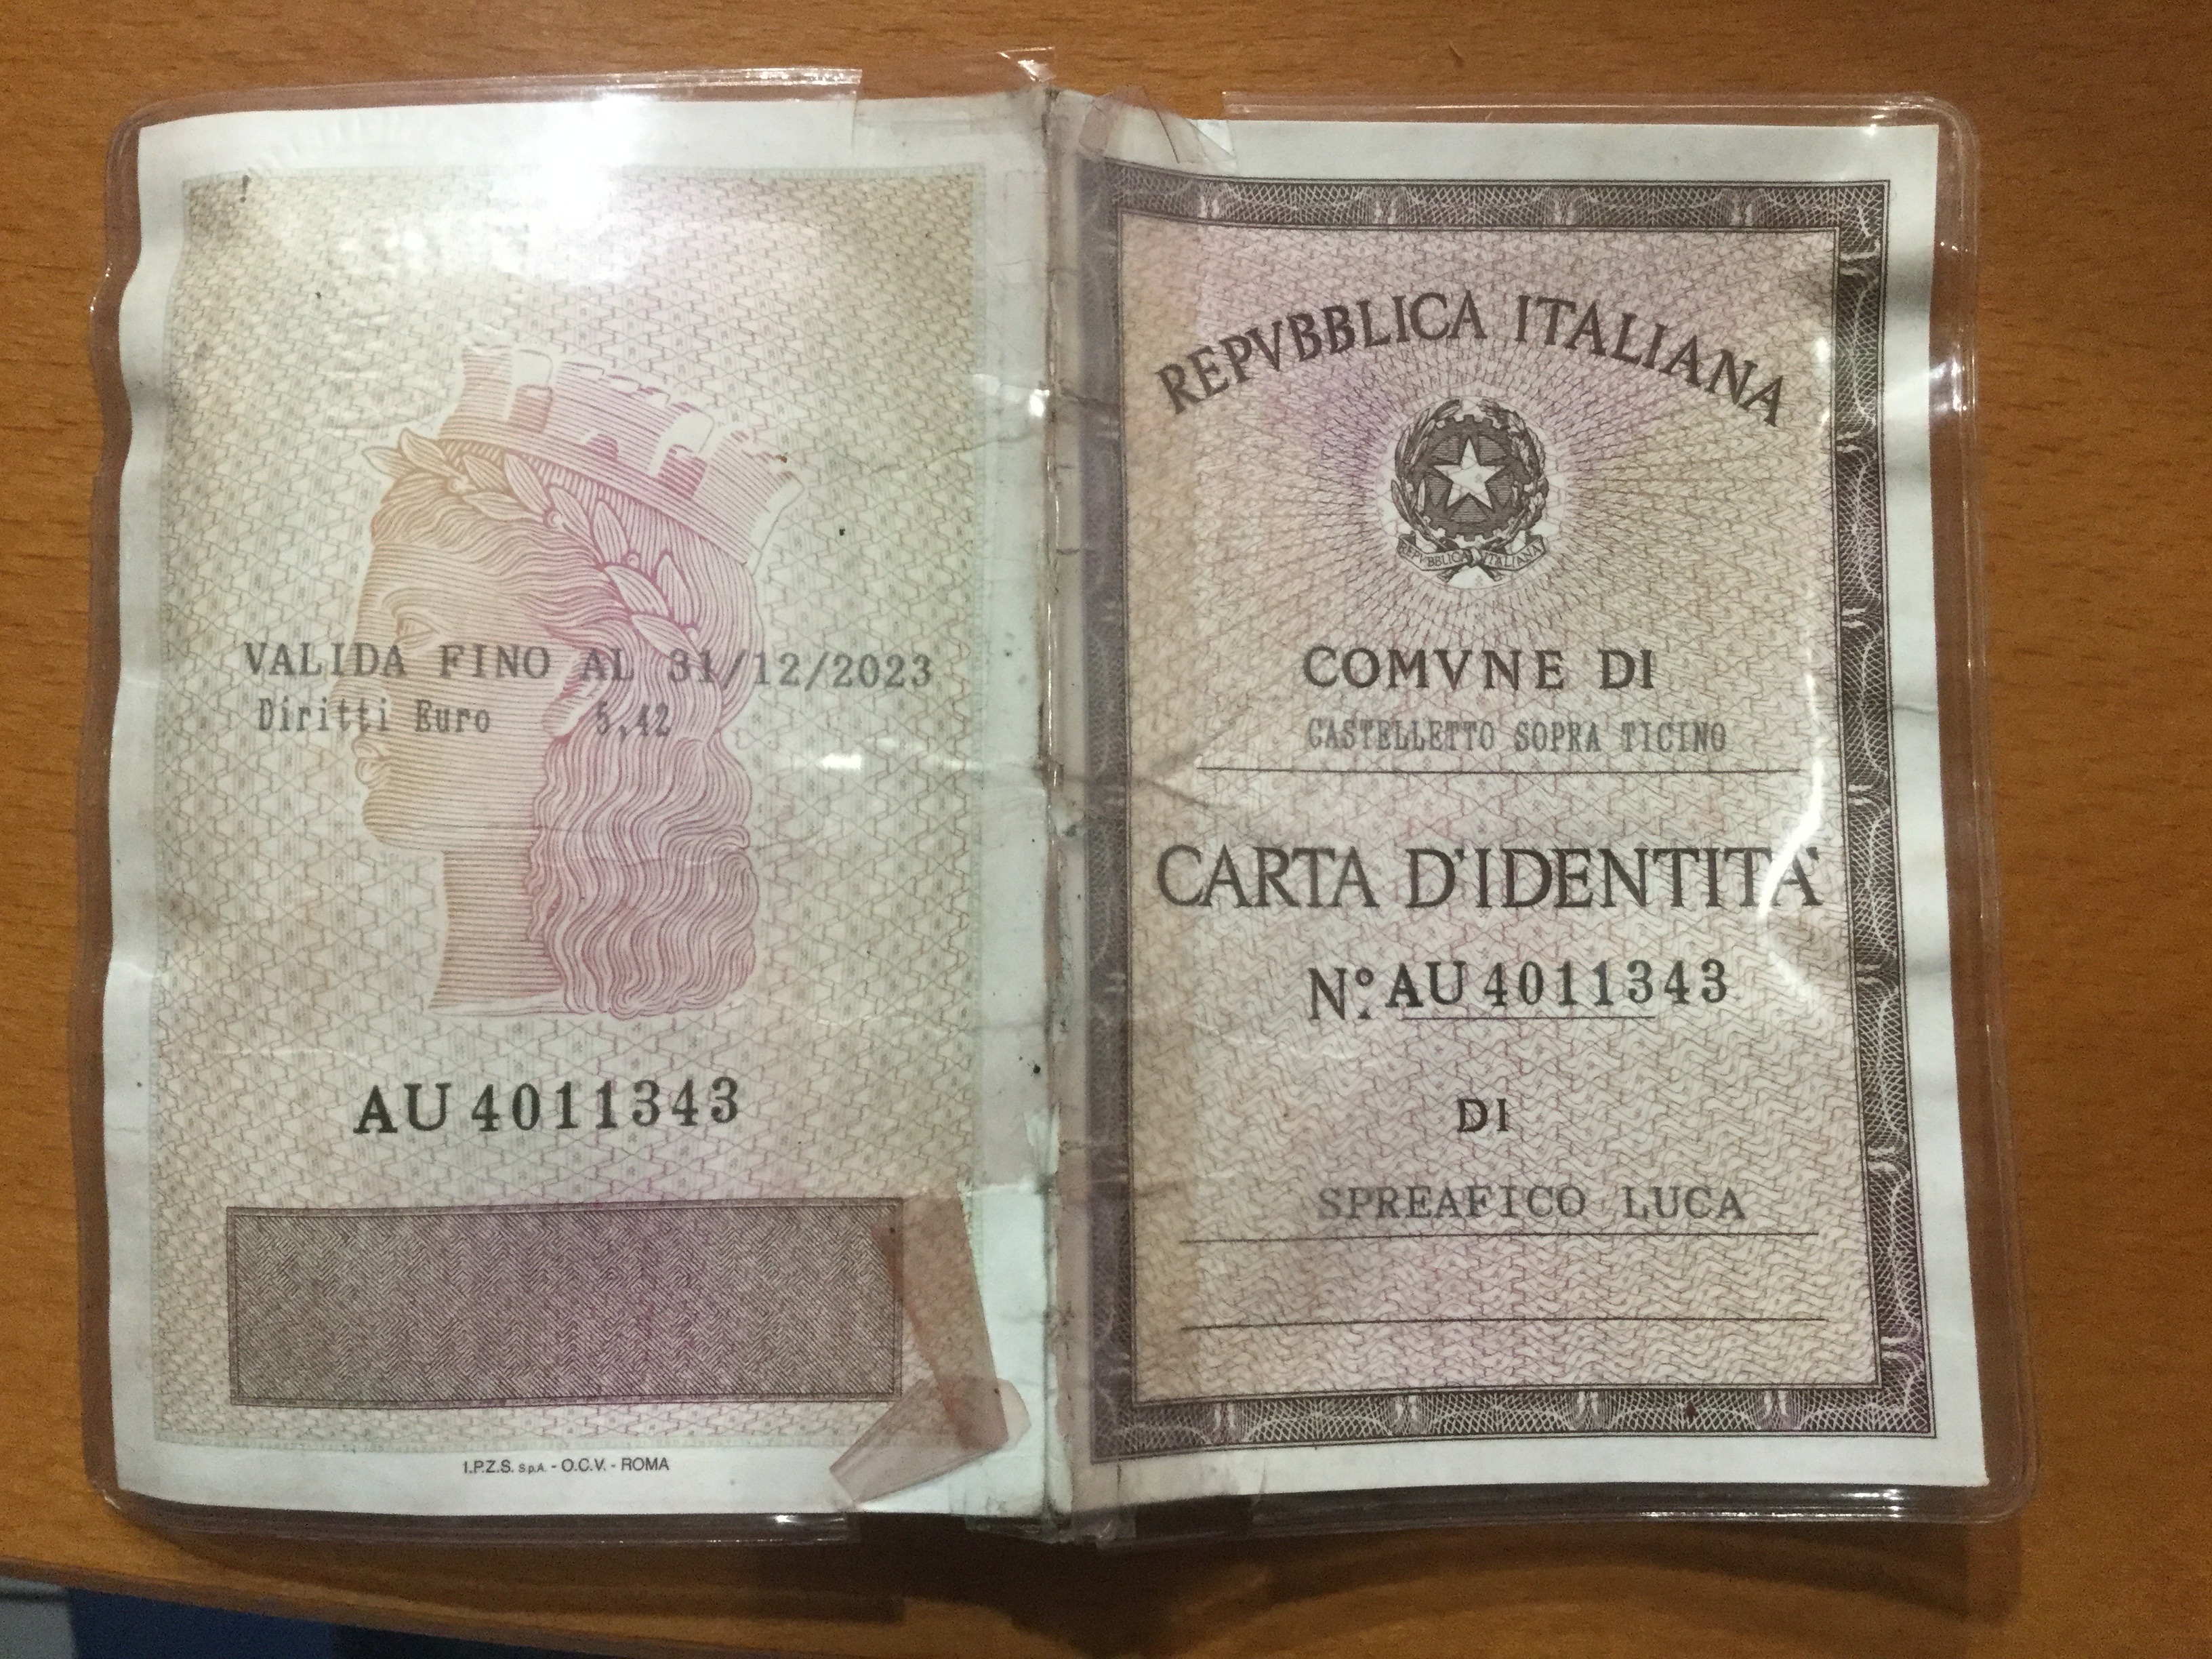 VALIDA FINO AL 31/12/2023
Diritti Euro 5,42
AU 4011343
I.P.Z.S. S.p.A. - O.C.V. - ROMA
REPVBBLICA ITALIANA
REPVBBLICA ITALIANA
COMVNE DI
CASTELLETTO SOPRA TICINO
CARTA D'IDENTITA'
N° AU 4011343
DI
SPREAFICO LUCA